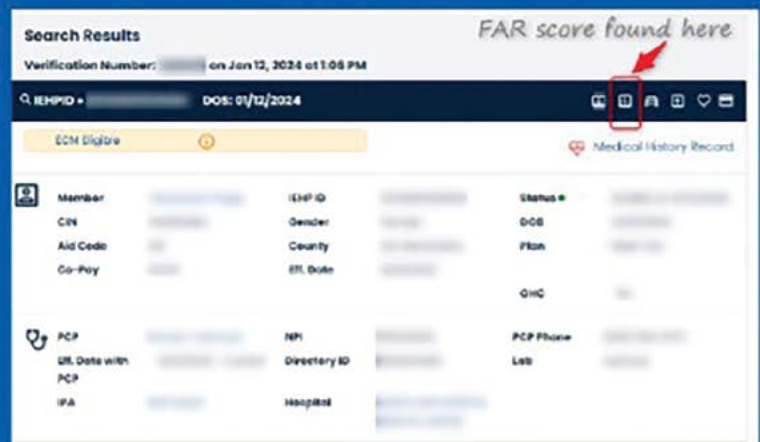 FAR score found here
Search Results
Verification Number: on Jan 12, 2024 at 1:06 PM
IEHPID • DOS: 01/12/2024
ECM Eligible
Medical History Record
Member IEHP ID Status
CIN Gender DOB
Aid Code County Plan
Co-Pay Eff. Date
OHC
PCP NPI PCP Phone
Eff. Date with PCP Directory ID Lab
IPA Hospital